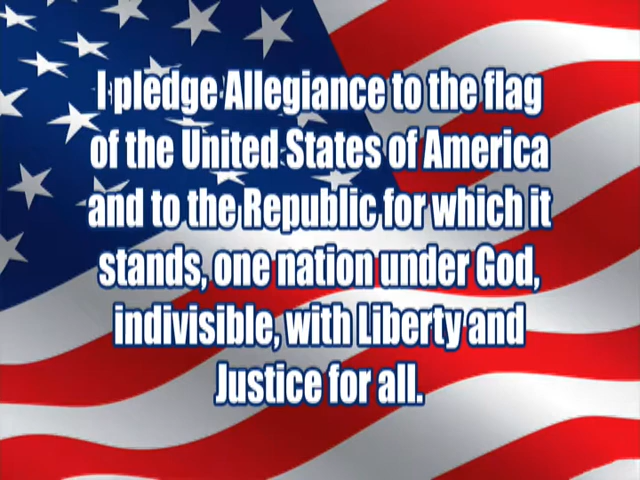 I pledge Allegiance to the flag
of the United States of America
and to the Republic for which it
stands, one nation under God,
indivisible, with Liberty and
Justice for all.